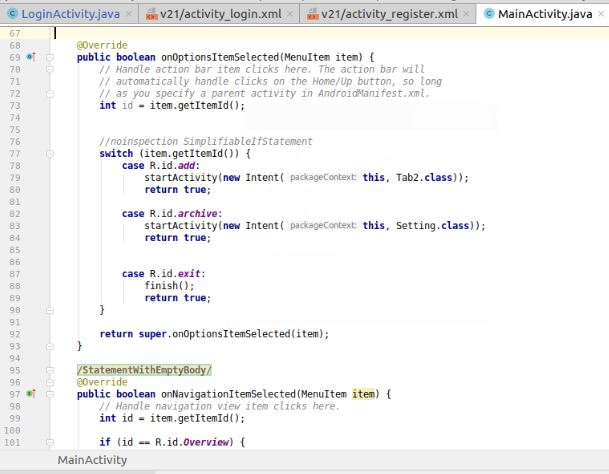 LoginActivity.java × v21/activity_login.xml × v21/activity_register.xml × MainActivity.java ×
67
68 @Override
69 public boolean onOptionsItemSelected(MenuItem item) {
70 // Handle action bar item clicks here. The action bar will
71 // automatically handle clicks on the Home/Up button, so long
72 // as you specify a parent activity in AndroidManifest.xml.
73 int id = item.getItemId();
74
75
76 //noinspection SimplifiableIfStatement
77 switch (item.getItemId()) {
78 case R.id.add:
79 startActivity(new Intent( packageContext: this, Tab2.class));
80 return true;
81
82 case R.id.archive:
83 startActivity(new Intent( packageContext: this, Setting.class));
84 return true;
85
86
87 case R.id.exit:
88 finish();
89 return true;
90 }
91
92 return super.onOptionsItemSelected(item);
93 }
94
95 /StatementWithEmptyBody/
96 @Override
97 public boolean onNavigationItemSelected(MenuItem item) {
98 // Handle navigation view item clicks here.
99 int id = item.getItemId();
100
101 if (id == R.id.Overview) {
MainActivity